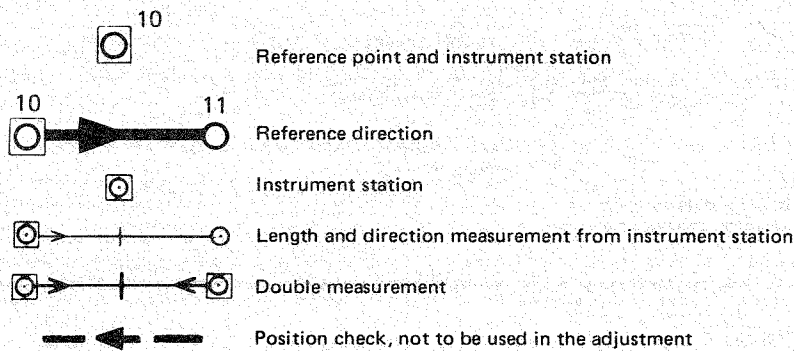 10
Reference point and instrument station
10 11
Reference direction
Instrument station
Length and direction measurement from instrument station
Double measurement
Position check, not to be used in the adjustment